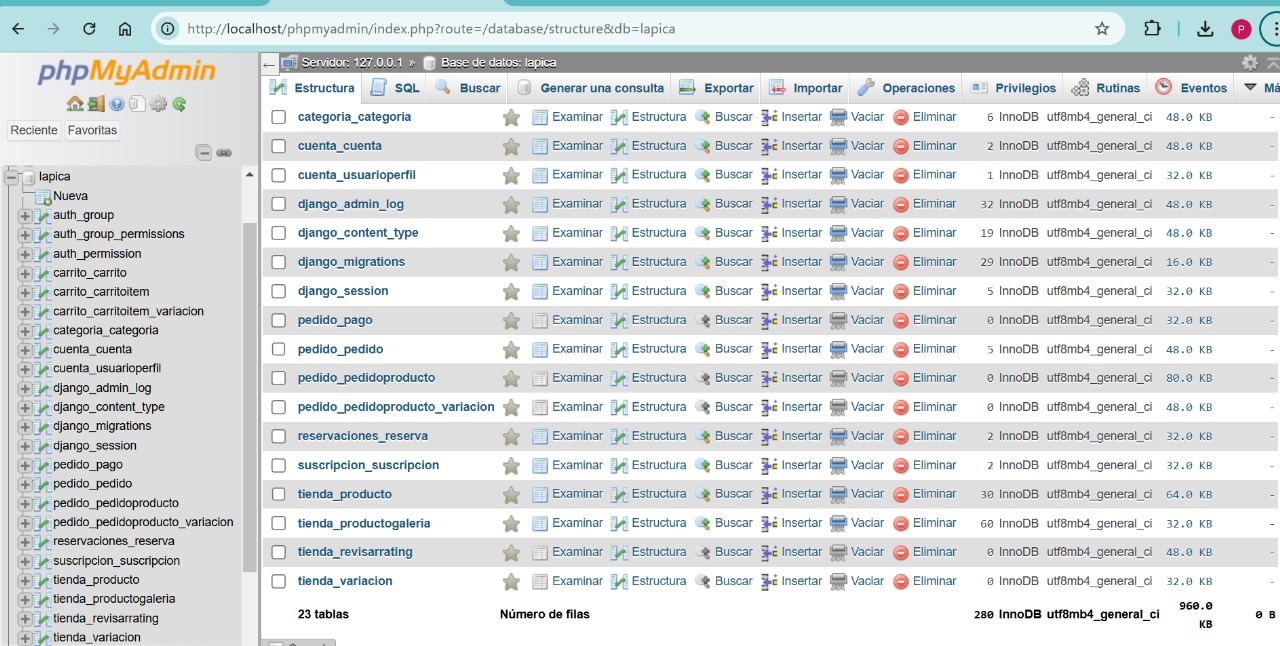 http://localhost/phpmyadmin/index.php?route=/database/structure&db=lapica
P
phpMyAdmin
Reciente Favoritas
lapica
Nueva
auth_group
auth_group_permissions
auth_permission
carrito_carrito
carrito_carritoitem
carrito_carritoitem_variacion
categoria_categoria
cuenta_cuenta
cuenta_usuarioperfil
django_admin_log
django_content_type
django_migrations
django_session
pedido_pago
pedido_pedido
pedido_pedidoproducto
pedido_pedidoproducto_variacion
reservaciones_reserva
suscripcion_suscripcion
tienda_producto
tienda_productogaleria
tienda_revisarrating
tienda_variacion
Servidor: 127.0.0.1 » Base de datos: lapica
Estructura SQL Buscar Generar una consulta Exportar Importar Operaciones Privilegios Rutinas Eventos Má
categoria_categoria Examinar Estructura Buscar Insertar Vaciar Eliminar 6 InnoDB utf8mb4_general_ci 48.0 KB -
cuenta_cuenta Examinar Estructura Buscar Insertar Vaciar Eliminar 2 InnoDB utf8mb4_general_ci 48.0 KB -
cuenta_usuarioperfil Examinar Estructura Buscar Insertar Vaciar Eliminar 1 InnoDB utf8mb4_general_ci 32.0 KB -
django_admin_log Examinar Estructura Buscar Insertar Vaciar Eliminar 32 InnoDB utf8mb4_general_ci 48.0 KB -
django_content_type Examinar Estructura Buscar Insertar Vaciar Eliminar 19 InnoDB utf8mb4_general_ci 48.0 KB -
django_migrations Examinar Estructura Buscar Insertar Vaciar Eliminar 29 InnoDB utf8mb4_general_ci 16.0 KB -
django_session Examinar Estructura Buscar Insertar Vaciar Eliminar 5 InnoDB utf8mb4_general_ci 32.0 KB -
pedido_pago Examinar Estructura Buscar Insertar Vaciar Eliminar 0 InnoDB utf8mb4_general_ci 32.0 KB -
pedido_pedido Examinar Estructura Buscar Insertar Vaciar Eliminar 5 InnoDB utf8mb4_general_ci 48.0 KB -
pedido_pedidoproducto Examinar Estructura Buscar Insertar Vaciar Eliminar 0 InnoDB utf8mb4_general_ci 80.0 KB -
pedido_pedidoproducto_variacion Examinar Estructura Buscar Insertar Vaciar Eliminar 0 InnoDB utf8mb4_general_ci 48.0 KB -
reservaciones_reserva Examinar Estructura Buscar Insertar Vaciar Eliminar 2 InnoDB utf8mb4_general_ci 32.0 KB -
suscripcion_suscripcion Examinar Estructura Buscar Insertar Vaciar Eliminar 2 InnoDB utf8mb4_general_ci 32.0 KB -
tienda_producto Examinar Estructura Buscar Insertar Vaciar Eliminar 30 InnoDB utf8mb4_general_ci 64.0 KB -
tienda_productogaleria Examinar Estructura Buscar Insertar Vaciar Eliminar 60 InnoDB utf8mb4_general_ci 32.0 KB -
tienda_revisarrating Examinar Estructura Buscar Insertar Vaciar Eliminar 0 InnoDB utf8mb4_general_ci 48.0 KB -
tienda_variacion Examinar Estructura Buscar Insertar Vaciar Eliminar 0 InnoDB utf8mb4_general_ci 32.0 KB -
23 tablas Número de filas 280 InnoDB utf8mb4_general_ci 960.0 KB 0 B